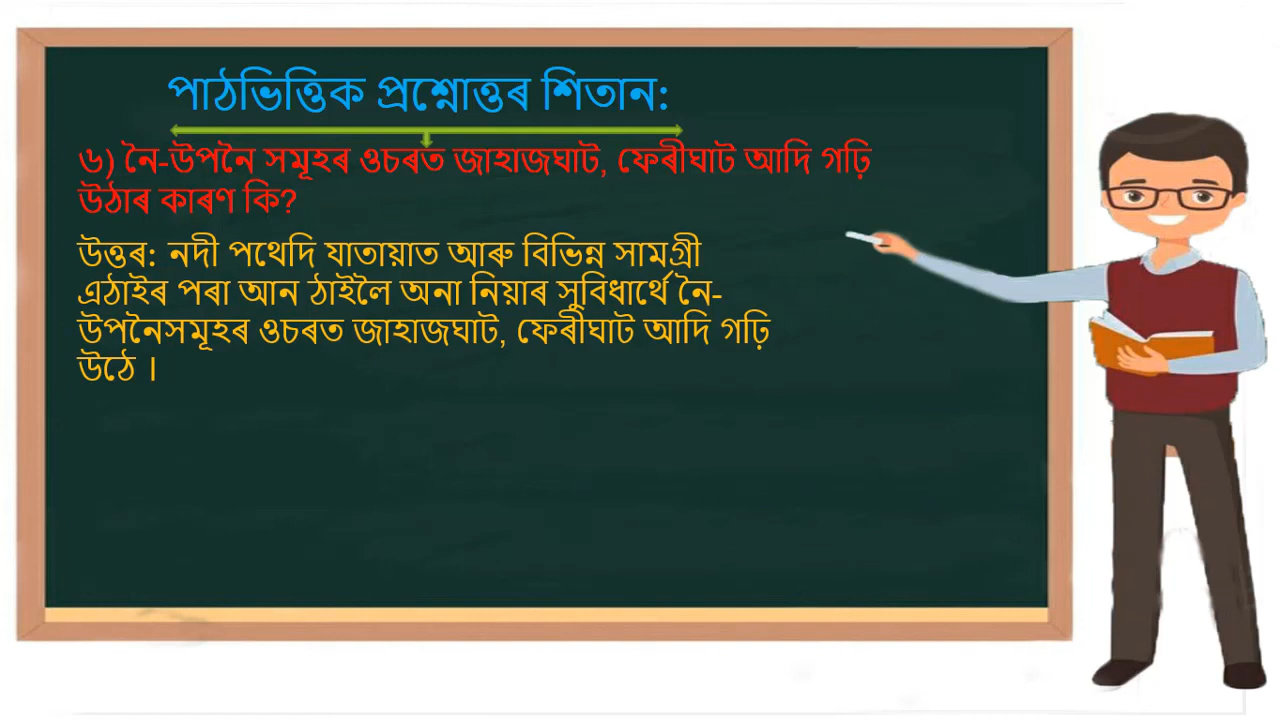 পাঠভিত্তিক প্ৰশ্নোত্তৰ শিতান:
৬) নৈ-উপনৈ সমূহৰ ওচৰত জাহাজঘাট, ফেৰীঘাট আদি গঢ়ি
উঠাৰ কাৰণ কি?
উত্তৰ: নদী পথেদি যাতায়াত আৰু বিভিন্ন সামগ্ৰী
এঠাইৰ পৰা আন ঠাইলৈ অনা নিয়াৰ সুবিধাৰ্থে নৈ-
উপনৈসমূহৰ ওচৰত জাহাজঘাট, ফেৰীঘাট আদি গঢ়ি
উঠে ।